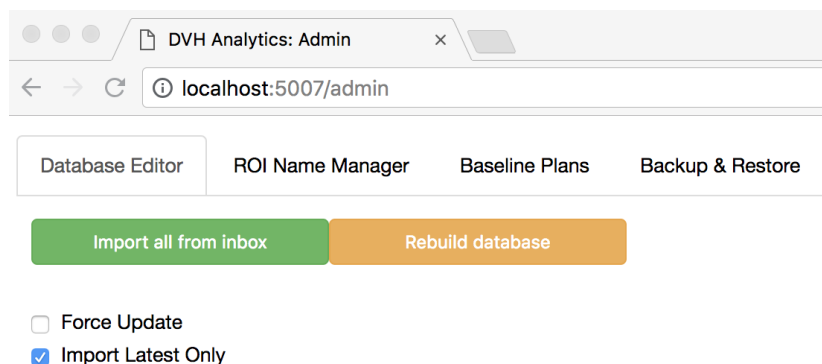 DVH Analytics: Admin
localhost:5007/admin
Database Editor ROI Name Manager Baseline Plans Backup & Restore
Import all from inbox Rebuild database
Force Update
Import Latest Only